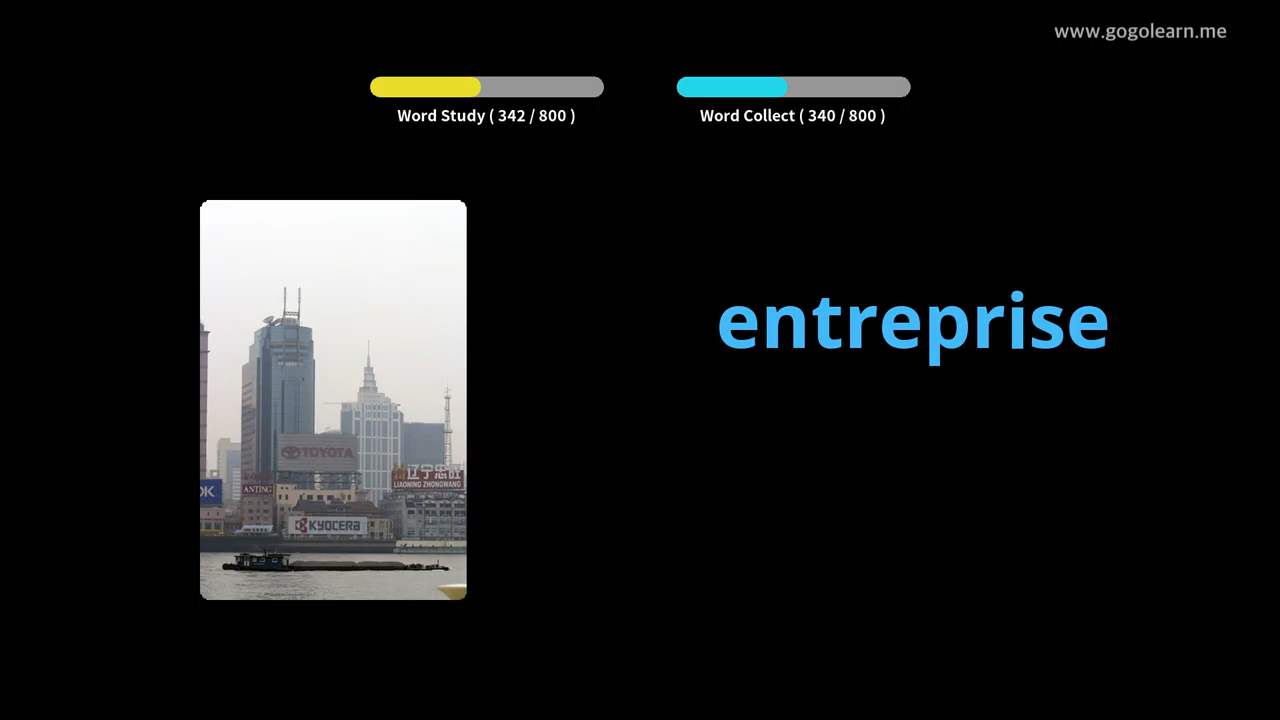 www.gogolearn.me
Word Study ( 342 / 800 )
Word Collect ( 340 / 800 )
entreprise
TOYOTA
辽宁忠旺
LIAONING ZHONGWANG
OK
ANTING
KYOCERA